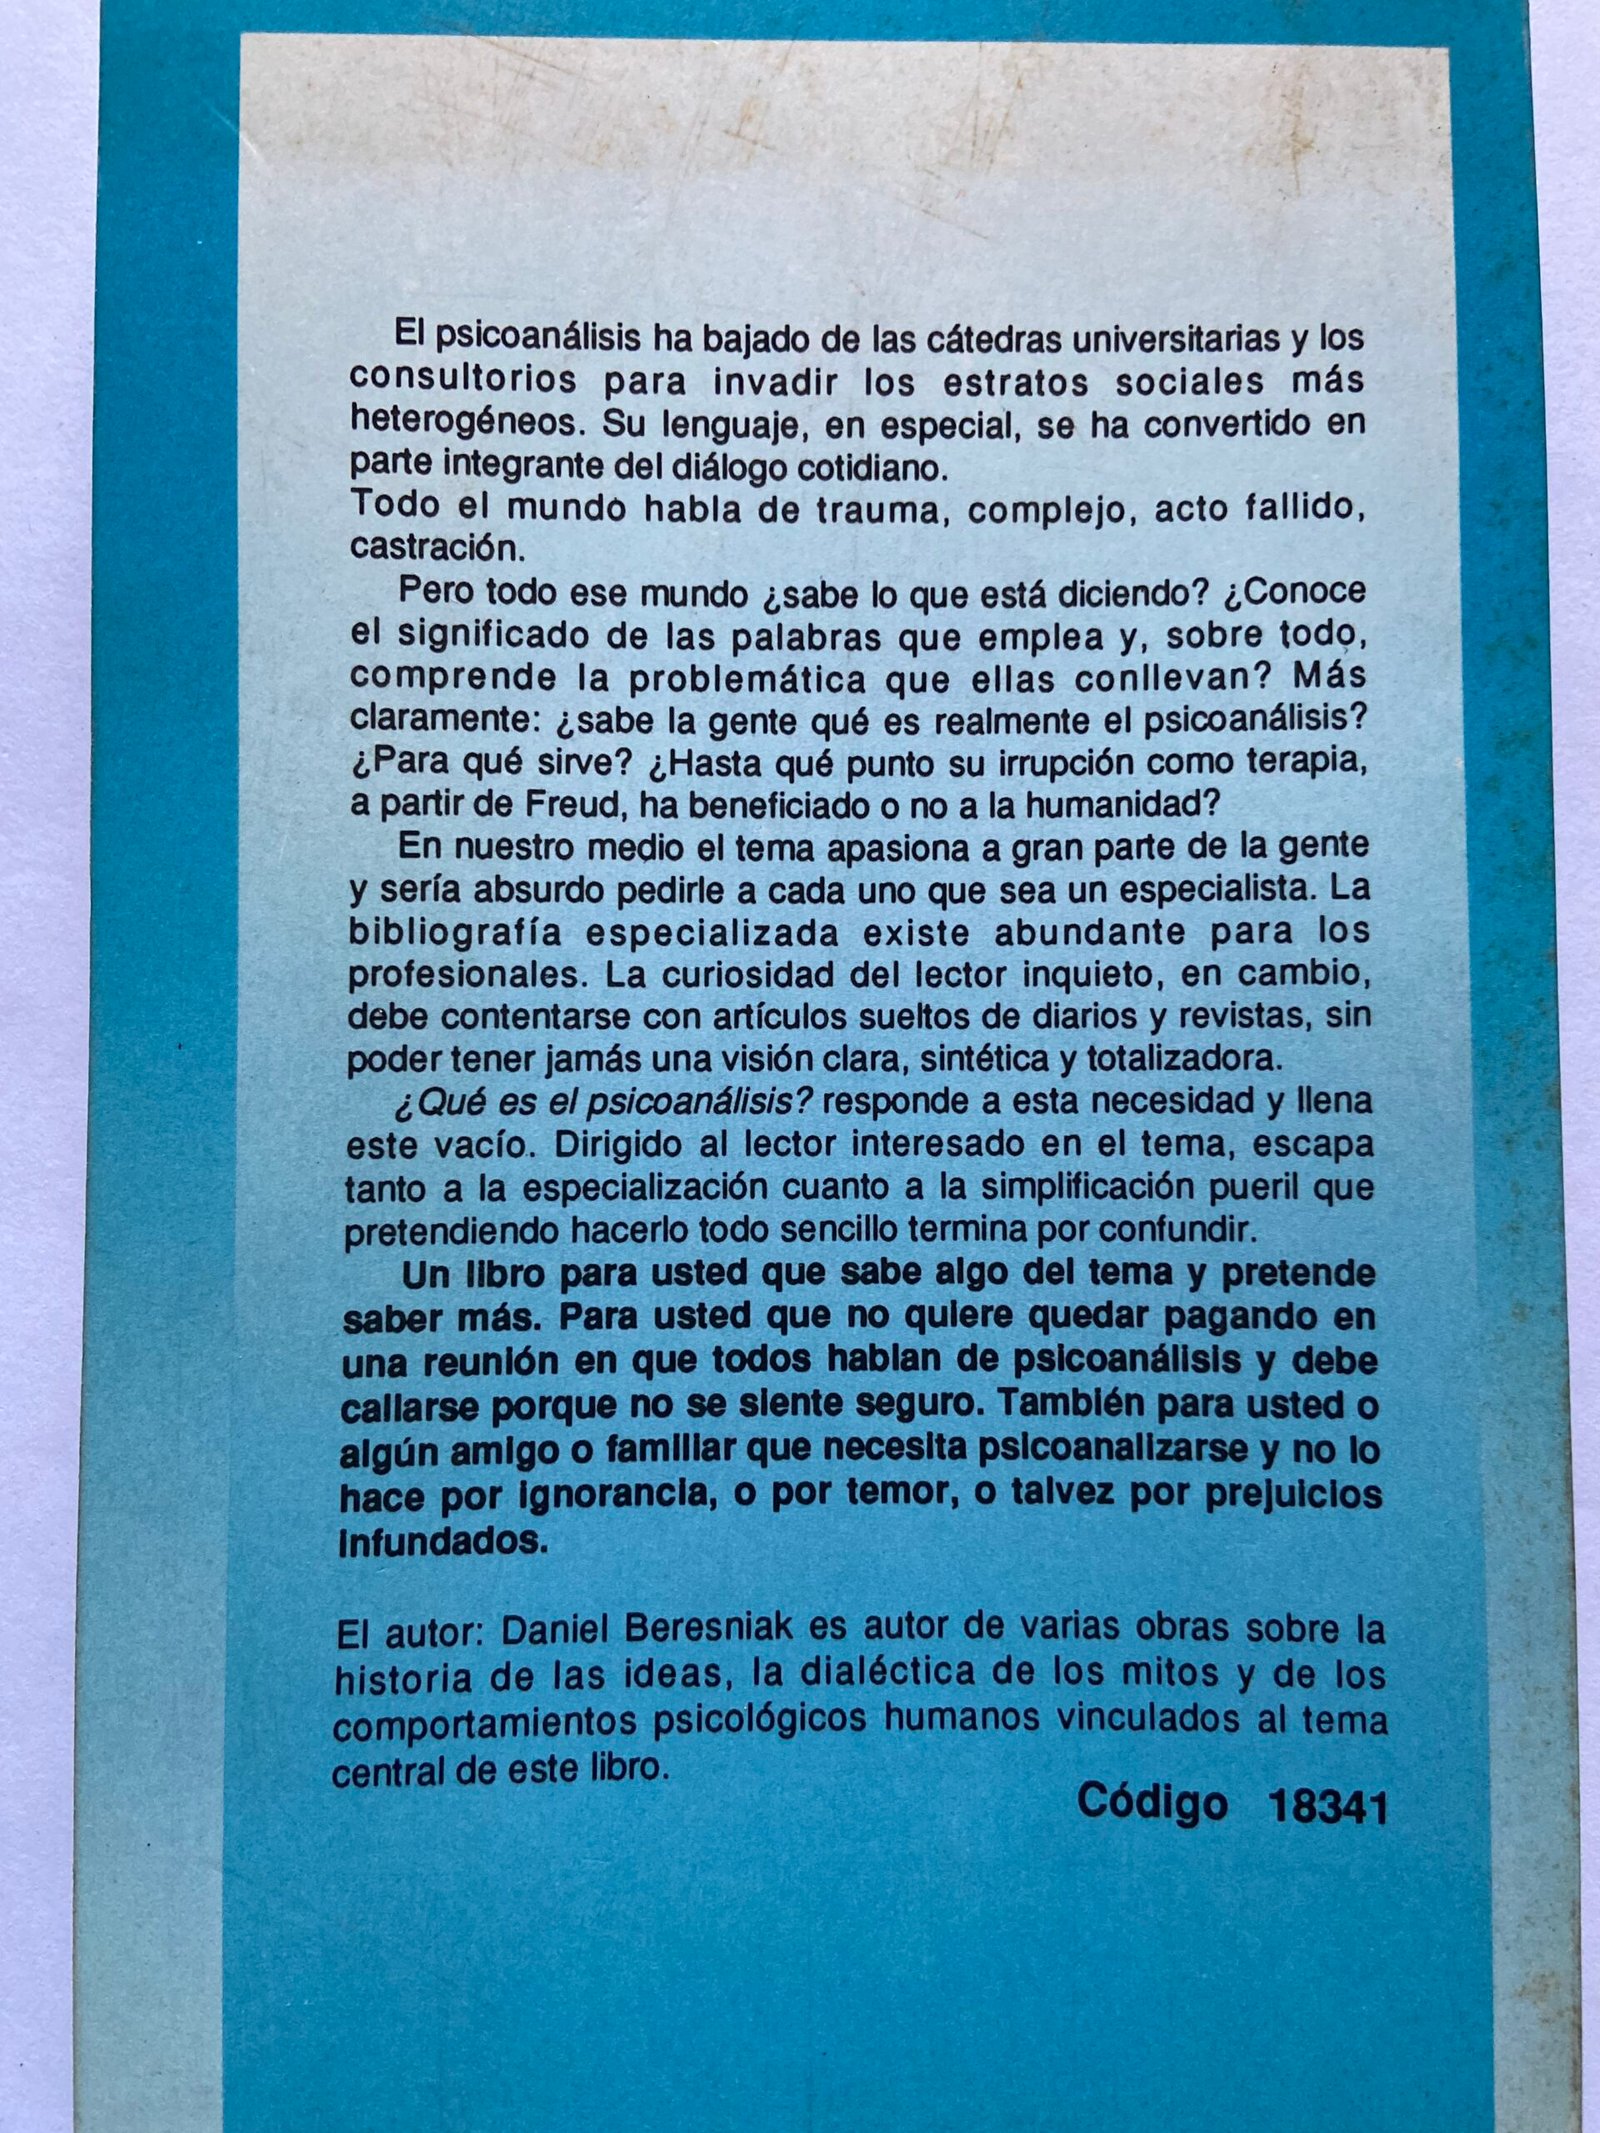 El psicoanálisis ha bajado de las cátedras universitarias y los
consultorios para invadir los estratos sociales más
heterogéneos. Su lenguaje, en especial, se ha convertido en
parte integrante del diálogo cotidiano.
Todo el mundo habla de trauma, complejo, acto fallido,
castración.
Pero todo ese mundo ¿sabe lo que está diciendo? ¿Conoce
el significado de las palabras que emplea y, sobre todo,
comprende la problemática que ellas conllevan? Más
claramente: ¿sabe la gente qué es realmente el psicoanálisis?
¿Para qué sirve? ¿Hasta qué punto su irrupción como terapia,
a partir de Freud, ha beneficiado o no a la humanidad?
En nuestro medio el tema apasiona a gran parte de la gente
y sería absurdo pedirle a cada uno que sea un especialista. La
bibliografía especializada existe abundante para los
profesionales. La curiosidad del lector inquieto, en cambio,
debe contentarse con artículos sueltos de diarios y revistas, sin
poder tener jamás una visión clara, sintética y totalizadora.
¿Qué es el psicoanálisis? responde a esta necesidad y llena
este vacío. Dirigido al lector interesado en el tema, escapa
tanto a la especialización cuanto a la simplificación pueril que
pretendiendo hacerlo todo sencillo termina por confundir.
Un libro para usted que sabe algo del tema y pretende
saber más. Para usted que no quiere quedar pagando en
una reunión en que todos hablan de psicoanálisis y debe
callarse porque no se siente seguro. También para usted o
algún amigo o familiar que necesita psicoanalizarse y no lo
hace por ignorancia, o por temor, o talvez por prejuicios
infundados.
El autor: Daniel Beresniak es autor de varias obras sobre la
historia de las ideas, la dialéctica de los mitos y de los
comportamientos psicológicos humanos vinculados al tema
central de este libro.
Código 18341